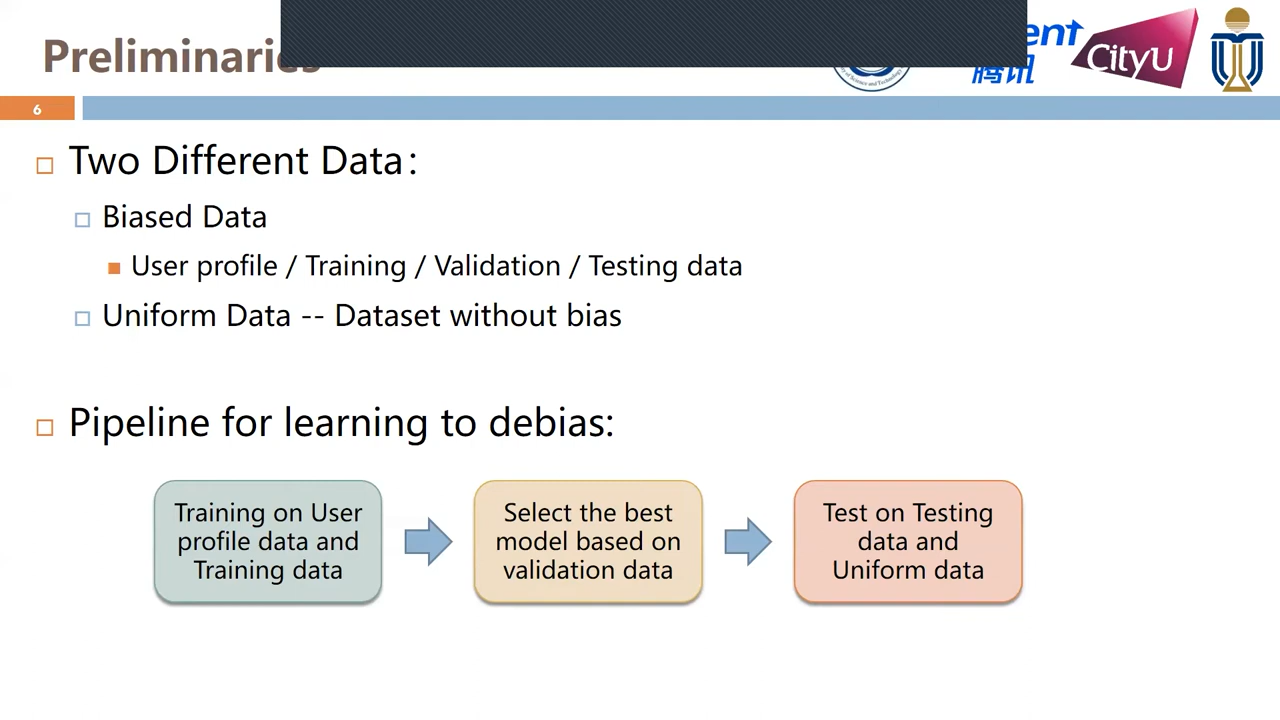 Preliminaries
CityU
腾讯
6
Two Different Data:
Biased Data
User profile / Training / Validation / Testing data
Uniform Data -- Dataset without bias
Pipeline for learning to debias:
Training on User
profile data and
Training data
Select the best
model based on
validation data
Test on Testing
data and
Uniform data